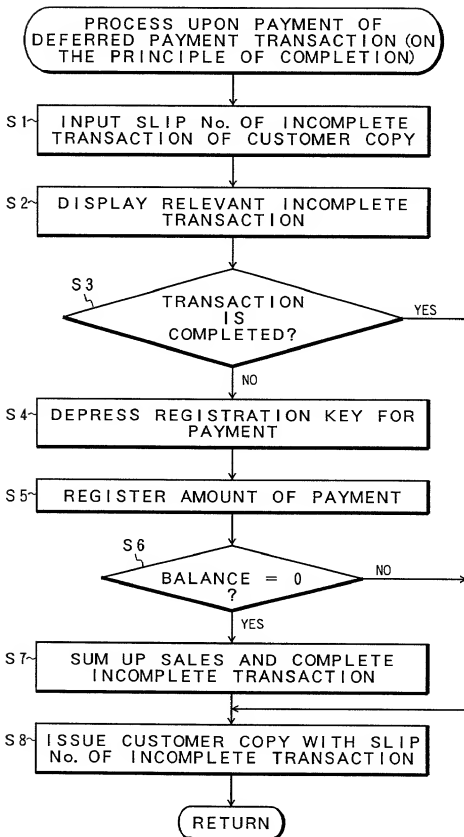 PROCESS UPON PAYMENT OF
DEFERRED PAYMENT TRANSACTION (ON
THE PRINCIPLE OF COMPLETION)
S1
INPUT SLIP No. OF INCOMPLETE
TRANSACTION OF CUSTOMER COPY
S2
DISPLAY RELEVANT INCOMPLETE
TRANSACTION
S3
TRANSACTION
IS
COMPLETED?
YES
NO
S4
DEPRESS REGISTRATION KEY FOR
PAYMENT
S5
REGISTER AMOUNT OF PAYMENT
S6
BALANCE = 0
?
NO
YES
S7
SUM UP SALES AND COMPLETE
INCOMPLETE TRANSACTION
S8
ISSUE CUSTOMER COPY WITH SLIP
No. OF INCOMPLETE TRANSACTION
RETURN